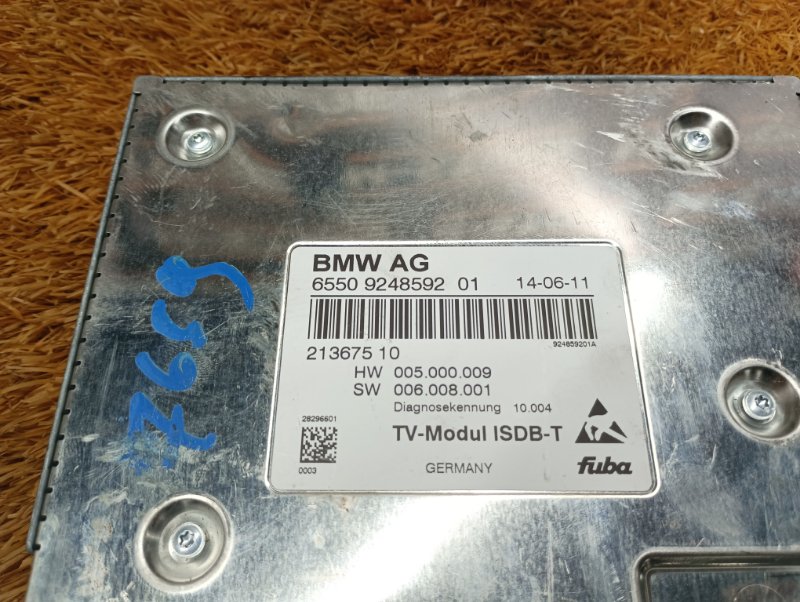 BMW AG
6550 9248592 01 14-06-11
924859201A
213675 10
HW 005.000.009
SW 006.008.001
Diagnosekennung 10.004
28296601
TV-Modul ISDB-T
0003
GERMANY
fuba
7659